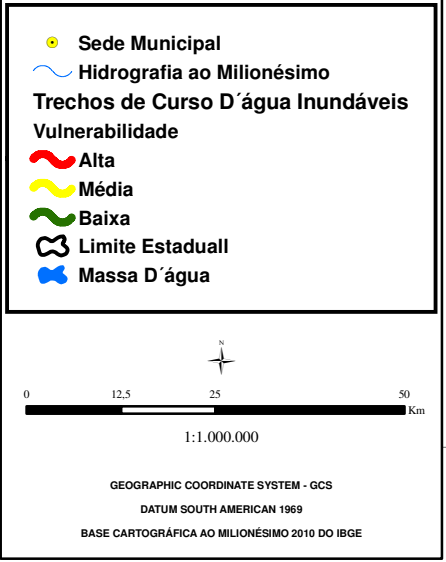 Sede Municipal
Hidrografia ao Milionésimo
Trechos de Curso D´água Inundáveis
Vulnerabilidade
Alta
Média
Baixa
Limite Estaduall
Massa D´água
N
0 12,5 25 50
Km
1:1.000.000
GEOGRAPHIC COORDINATE SYSTEM - GCS
DATUM SOUTH AMERICAN 1969
BASE CARTOGRÁFICA AO MILIONÉSIMO 2010 DO IBGE